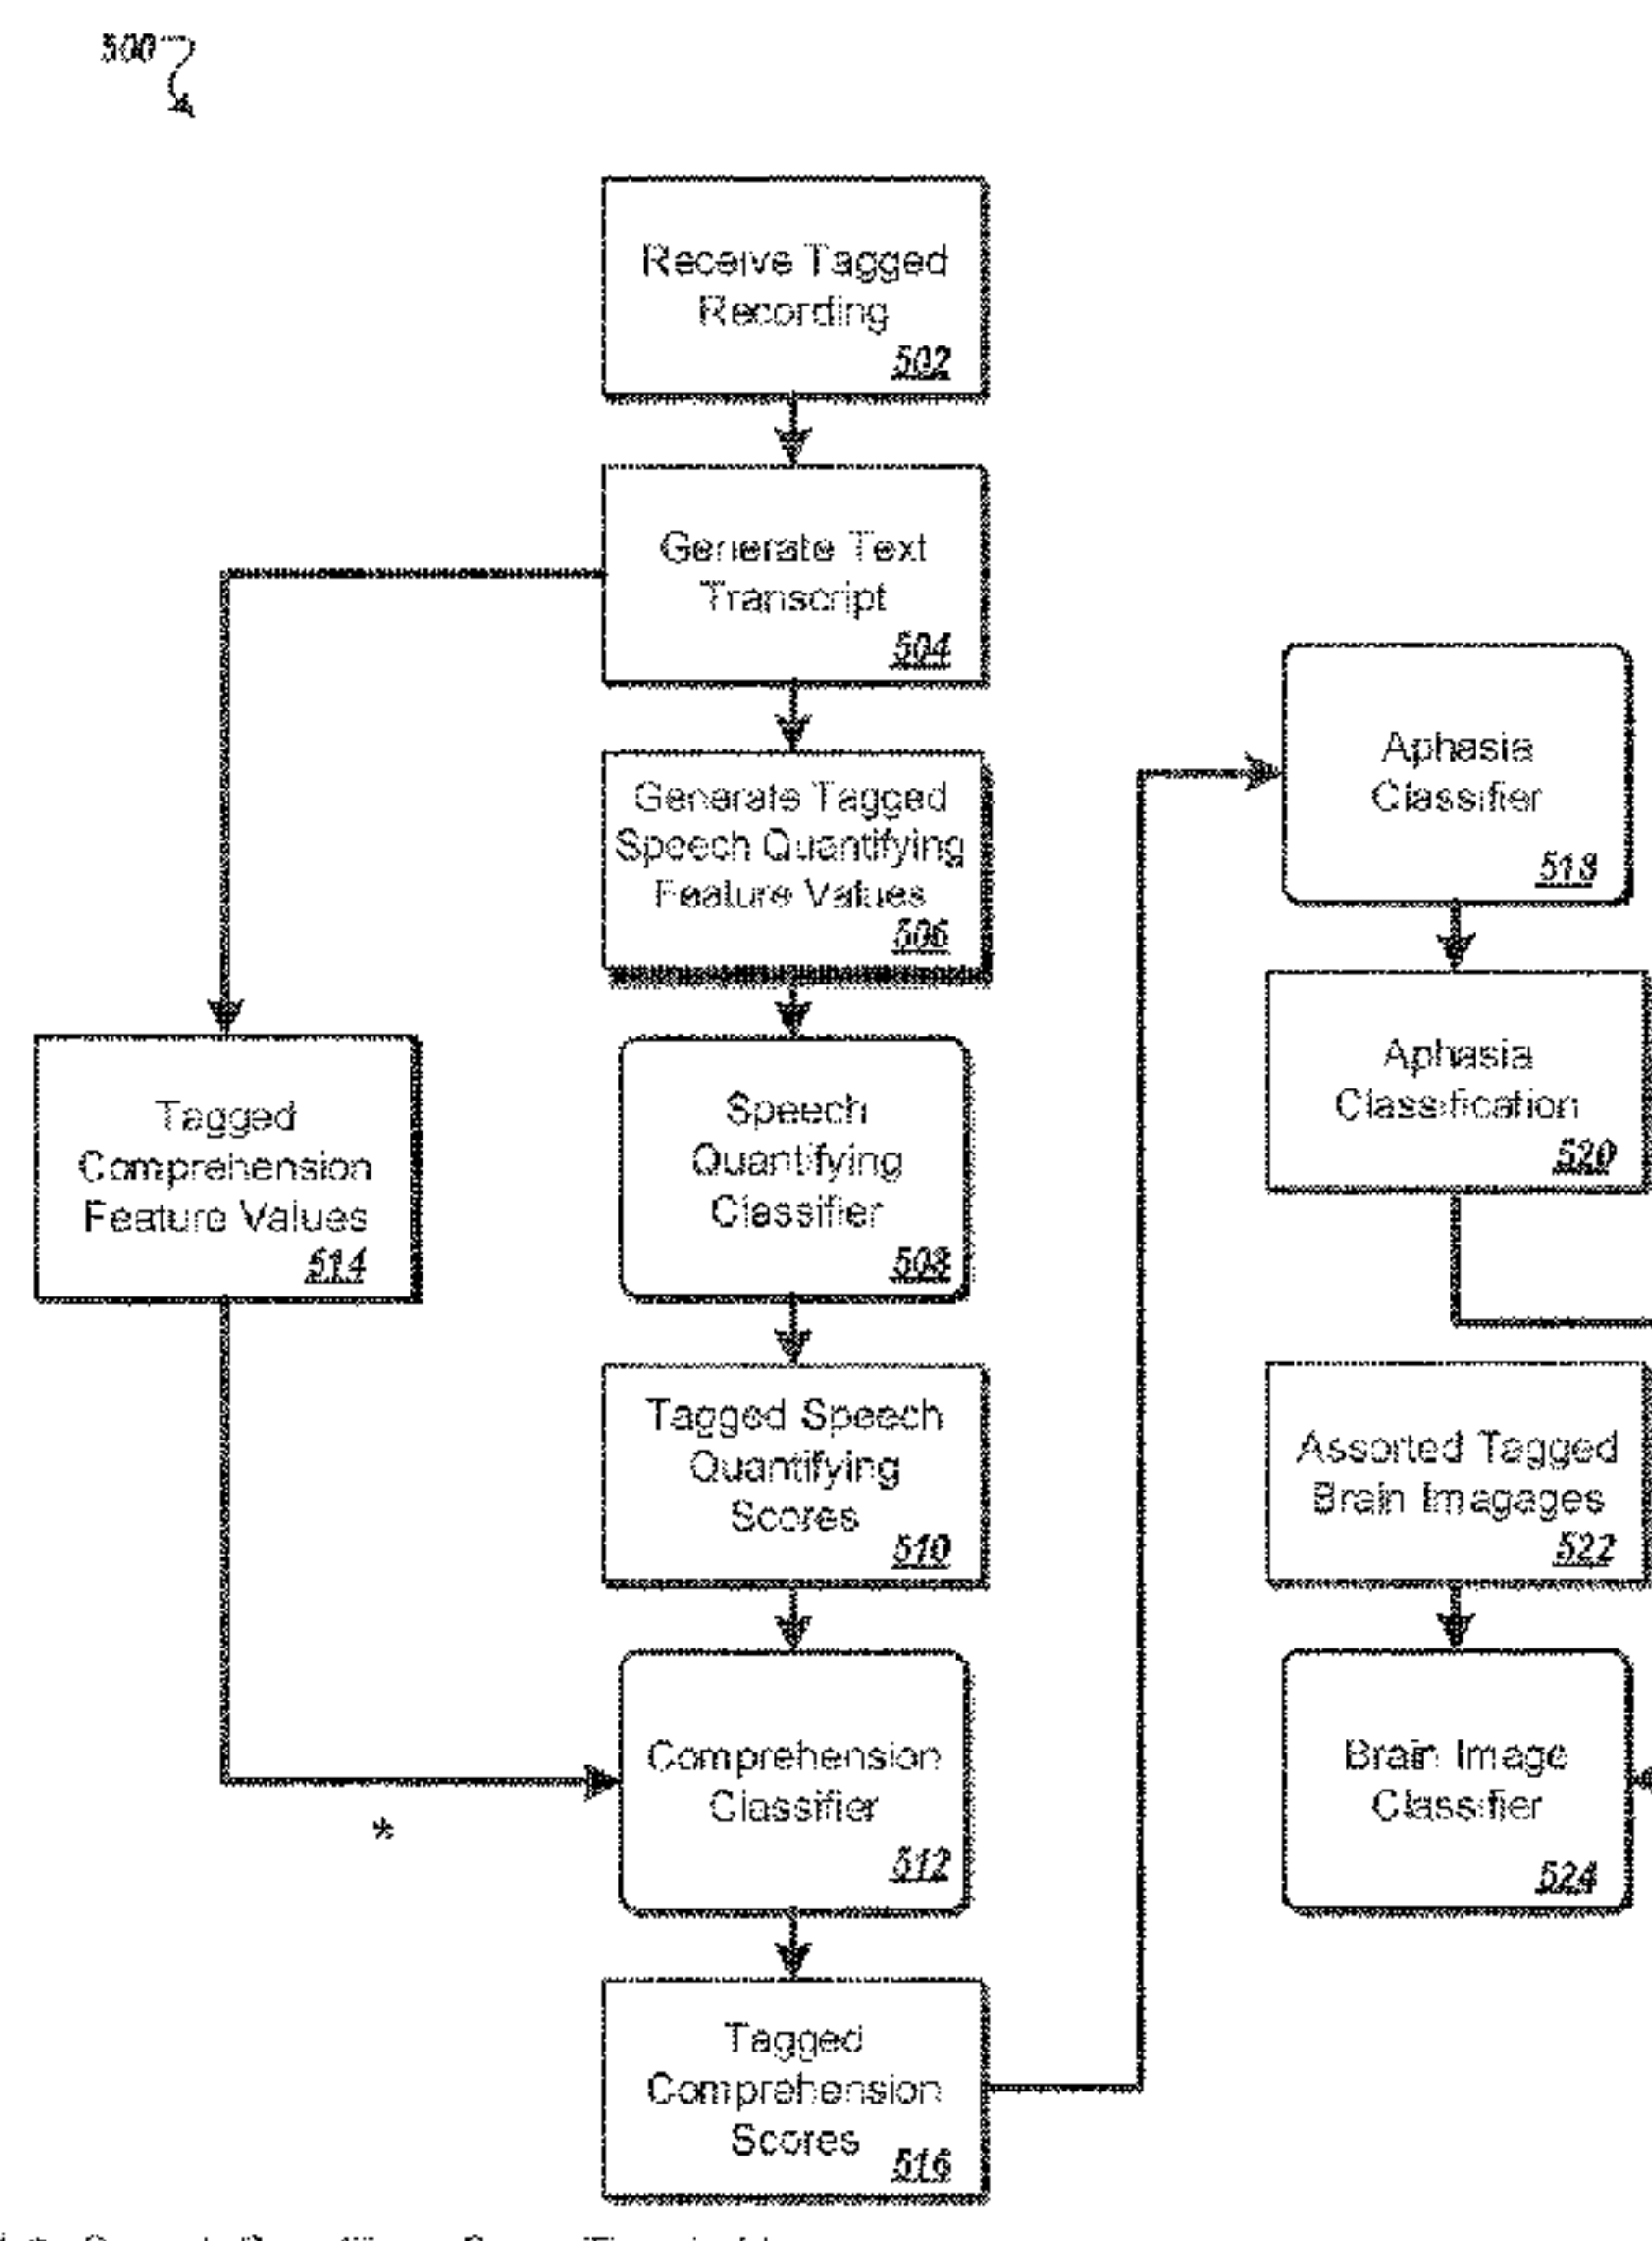 500
Receive Tagged
Recording
502
Generate Text
Transcript
504
Generate Tagged
Speech Quantifying
Feature Values
506
Tagged
Comprehension
Feature Values
514
Speech
Quantifying
Classifier
508
Tagged Speech
Quantifying
Scores
510
*
Comprehension
Classifier
512
Tagged
Comprehension
Scores
516
Aphasia
Classifier
518
Aphasia
Classification
520
Assorted Tagged
Brain Imagages
522
Brain Image
Classifier
524